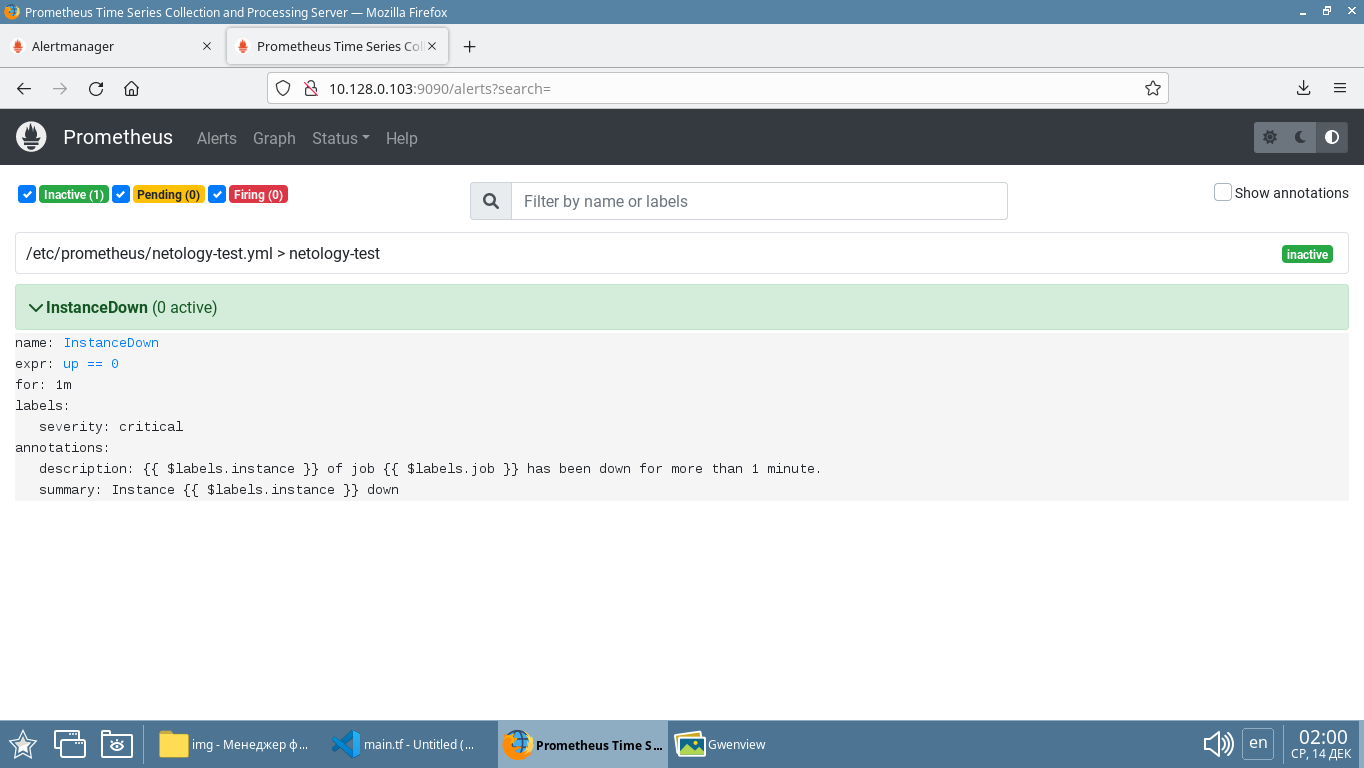 Prometheus Time Series Collection and Processing Server — Mozilla Firefox
Alertmanager
Prometheus Time Series Col
10.128.0.103:9090/alerts?search=
Prometheus Alerts Graph Status Help
Inactive (1) Pending (0) Firing (0) Filter by name or labels Show annotations
/etc/prometheus/netology-test.yml > netology-test inactive
InstanceDown (0 active)
name: InstanceDown
expr: up == 0
for: 1m
labels:
severity: critical
annotations:
description: {{ $labels.instance }} of job {{ $labels.job }} has been down for more than 1 minute.
summary: Instance {{ $labels.instance }} down
img - Менеджер ф... main.tf - Untitled (... Prometheus Time S... Gwenview en 02:00
СР, 14 ДЕК